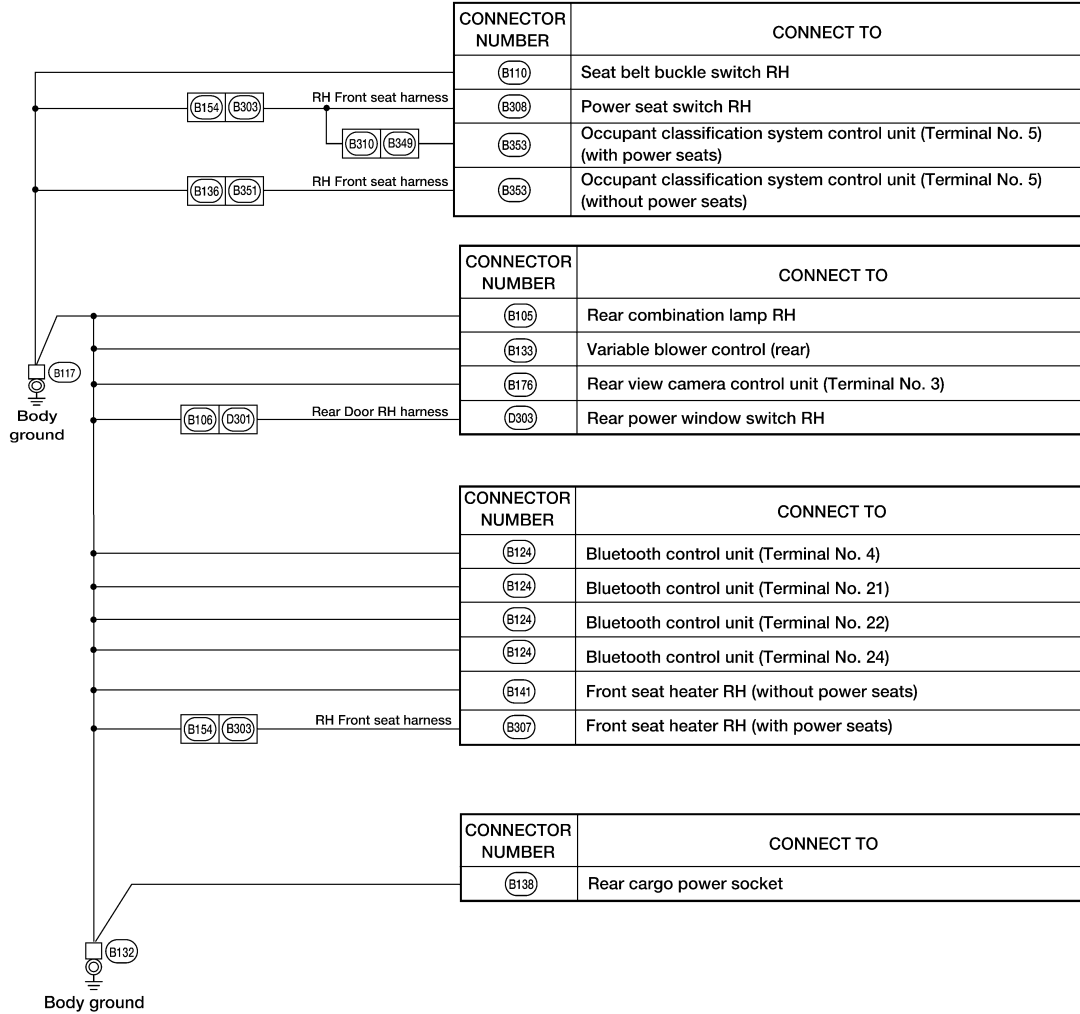 CONNECTOR NUMBER CONNECT TO
B110 Seat belt buckle switch RH
B154 B303 RH Front seat harness B308 Power seat switch RH
B310 B349 B353 Occupant classification system control unit (Terminal No. 5)
(with power seats)
B136 B351 RH Front seat harness B353 Occupant classification system control unit (Terminal No. 5)
(without power seats)
CONNECTOR NUMBER CONNECT TO
B105 Rear combination lamp RH
B133 Variable blower control (rear)
B117
B176 Rear view camera control unit (Terminal No. 3)
Body
ground
B106 D301 Rear Door RH harness D303 Rear power window switch RH
CONNECTOR NUMBER CONNECT TO
B124 Bluetooth control unit (Terminal No. 4)
B124 Bluetooth control unit (Terminal No. 21)
B124 Bluetooth control unit (Terminal No. 22)
B124 Bluetooth control unit (Terminal No. 24)
B141 Front seat heater RH (without power seats)
B154 B303 RH Front seat harness B307 Front seat heater RH (with power seats)
CONNECTOR NUMBER CONNECT TO
B138 Rear cargo power socket
B132
Body ground